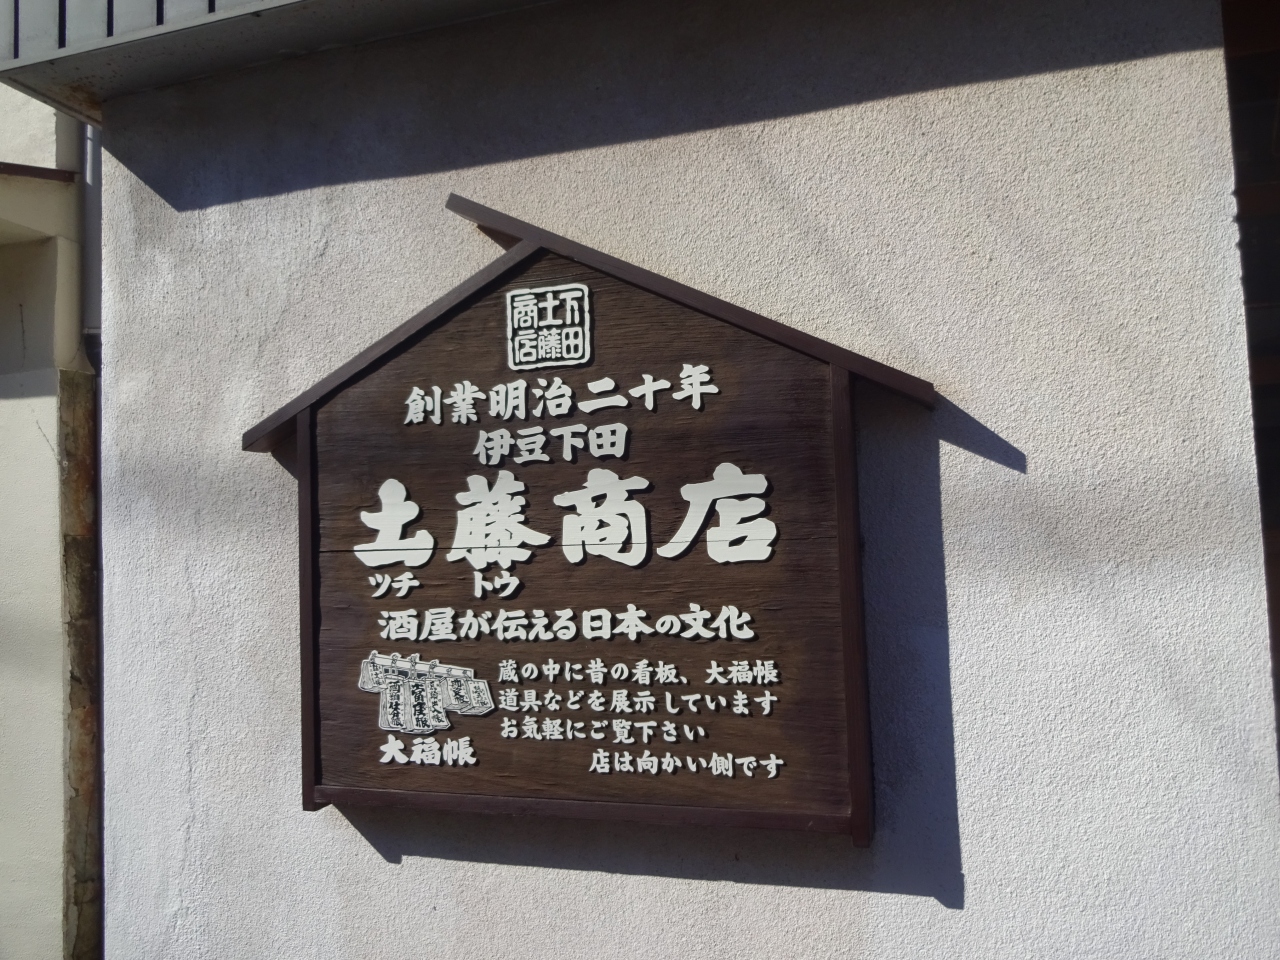 下田
土藤
商店
創業明治二十年
伊豆下田
土藤商店
ツチ トウ
酒屋が伝える日本の文化
蔵の中に昔の看板、大福帳
道具などを展示しています
お気軽にご覧下さい
店は向かい側です
大福帳